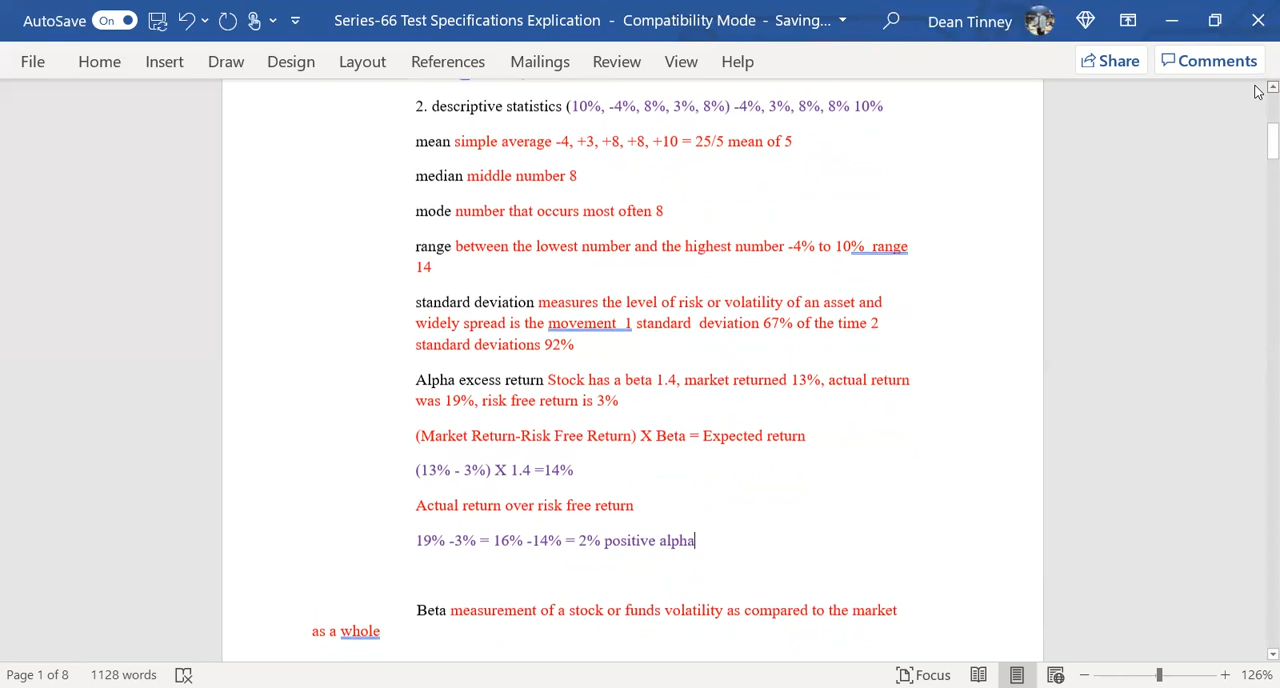 AutoSave On Series-66 Test Specifications Explication - Compatibility Mode - Saving... Dean Tinney
File Home Insert Draw Design Layout References Mailings Review View Help Share Comments
2. descriptive statistics (10%, -4%, 8%, 3%, 8%) -4%, 3%, 8%, 8% 10%
mean simple average -4, +3, +8, +8, +10 = 25/5 mean of 5
median middle number 8
mode number that occurs most often 8
range between the lowest number and the highest number -4% to 10% range
14
standard deviation measures the level of risk or volatility of an asset and
widely spread is the movement 1 standard deviation 67% of the time 2
standard deviations 92%
Alpha excess return Stock has a beta 1.4, market returned 13%, actual return
was 19%, risk free return is 3%
(Market Return-Risk Free Return) X Beta = Expected return
(13% - 3%) X 1.4 =14%
Actual return over risk free return
19% -3% = 16% -14% = 2% positive alpha
Beta measurement of a stock or funds volatility as compared to the market
as a whole
Page 1 of 8 1128 words Focus 126%